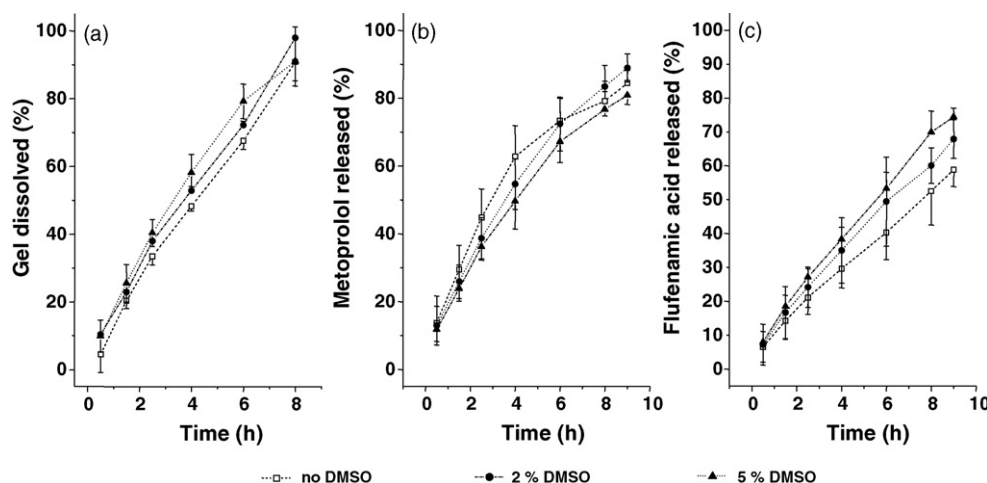 (a)
Gel dissolved (%)
100
80
60
40
20
0
0 2 4 6 8
Time (h)
(b)
Metoprolol released (%)
100
80
60
40
20
0
0 2 4 6 8 10
Time (h)
(c)
Flufenamic acid released (%)
100
90
80
70
60
50
40
30
20
10
0
0 2 4 6 8 10
Time (h)
no DMSO 2 % DMSO 5 % DMSO